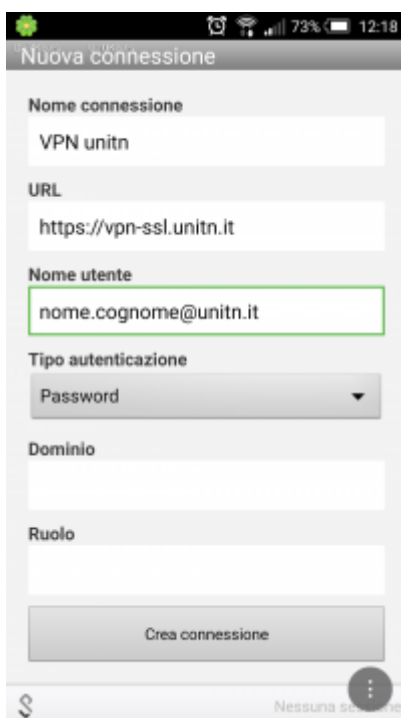 73% 12:18
Nuova connessione
Nome connessione
VPN unitn
URL
https://vpn-ssl.unitn.it
Nome utente
nome.cognome@unitn.it
Tipo autenticazione
Password
Dominio
Ruolo
Crea connessione
Nessuna